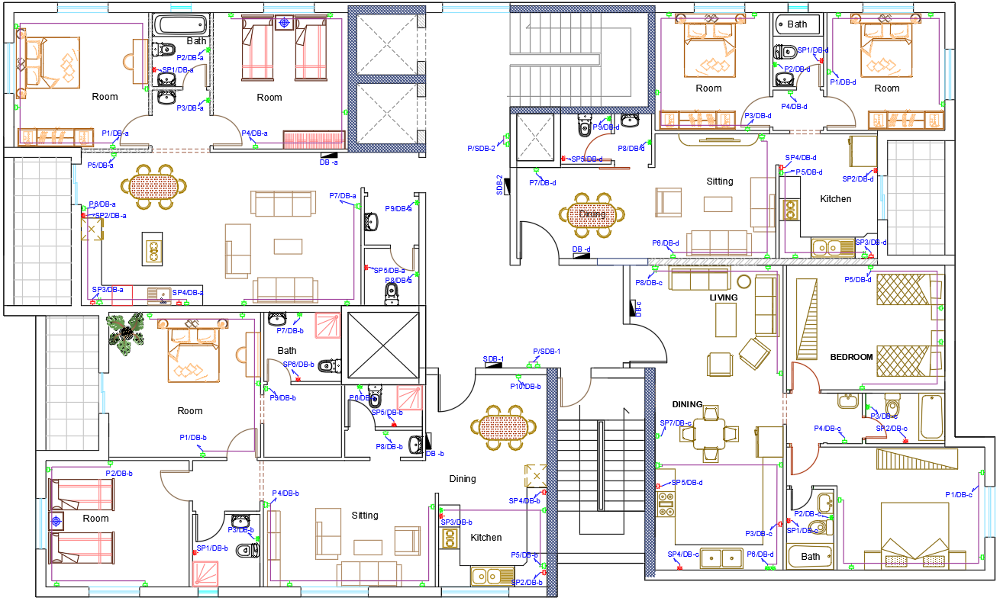 Bath
P2/DB-a
SP1/DB-a
P3/DB-a
Room
Room
P1/DB-a
P4/DB-a
DB -a
P5/DB-a
P6/DB-a
SP2/DB-a
P7/DB-a
P9/DB-a
SP5/DB-a
P8/DB-a
SP3/DB-a
SP4/DB-a
Bath
SP1/DB-d
P2/DB-d
P1/DB-d
Room
Room
P4/DB-d
P3/DB-d
P9/DB-d
P8/DB-d
P/SDB-2
SP5/DB-d
P7/DB-d
SDB-2
Sitting
SP4/DB-d
P5/DB-d
SP2/DB-d
Kitchen
Dining
P6/DB-d
SP3/DB-d
DB -d
P8/DB-c
P5/DB-d
LIVING
DB-c
BEDROOM
P7/DB-b
Bath
SP6/DB-b
P/SDB-1
SDB-1
P10/DB-b
P9/DB-b
P6/DB-b
Room
SP5/DB-b
DINING
P3/DB-c
P4/DB-c
SP2/DB-c
P1/DB-b
P8/DB-b
DB -b
P2/DB-b
Dining
SP5/DB-d
P4/DB-b
SP4/DB-b
P1/DB-c
Room
Sitting
SP3/DB-b
P2/DB-c
P3/DB-b
SP1/DB-c
Kitchen
P3/DB-c
SP1/DB-b
P5/DB-b
SP4/DB-c
P6/DB-d
Bath
SP2/DB-b